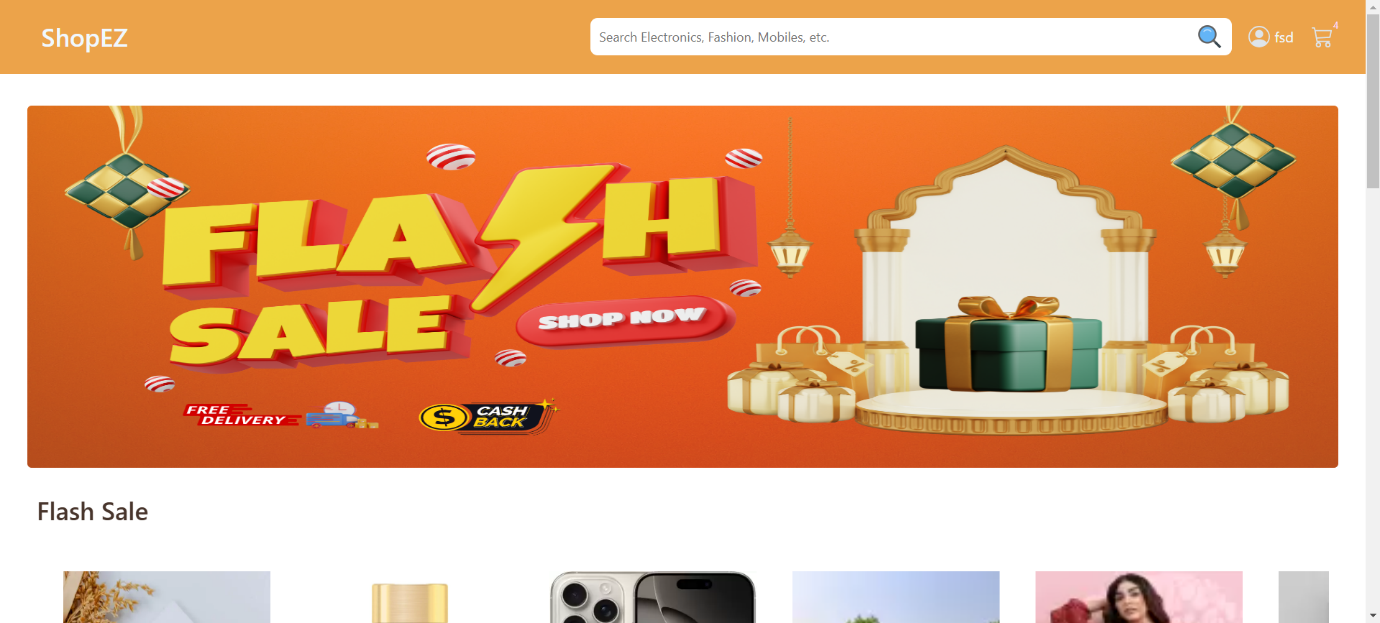 ShopEZ
Search Electronics, Fashion, Mobiles, etc.
fsd
4
FLASH
SALE
SHOP NOW
FREE
DELIVERY
$ CASH
BACK
Flash Sale